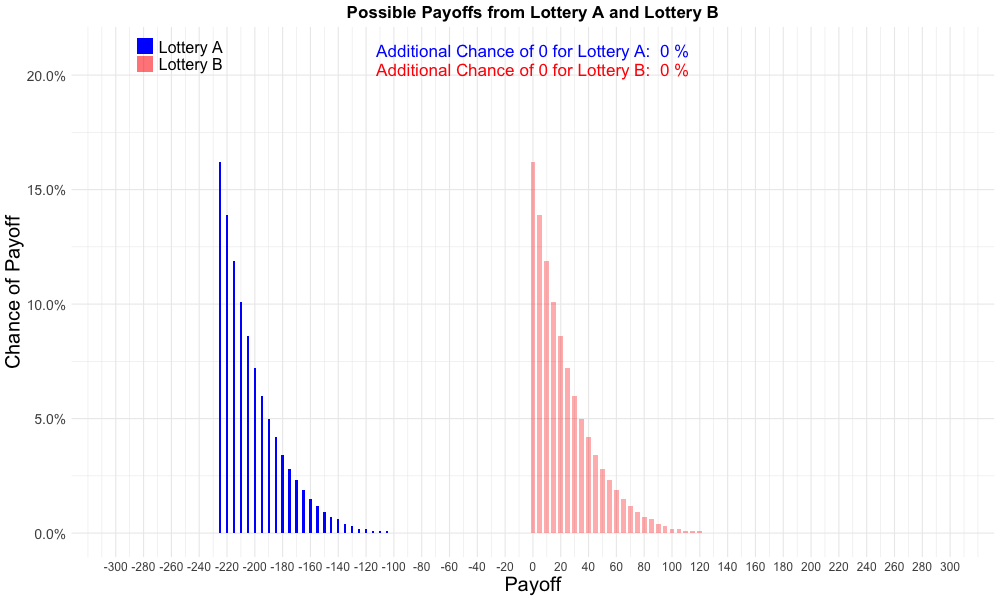 Possible Payoffs from Lottery A and Lottery B
Lottery A
Lottery B
Additional Chance of 0 for Lottery A:  0 %
Additional Chance of 0 for Lottery B:  0 %
Chance of Payoff
20.0%
15.0%
10.0%
5.0%
0.0%
-300 -280 -260 -240 -220 -200 -180 -160 -140 -120 -100 -80 -60 -40 -20 0 20 40 60 80 100 120 140 160 180 200 220 240 260 280 300
Payoff